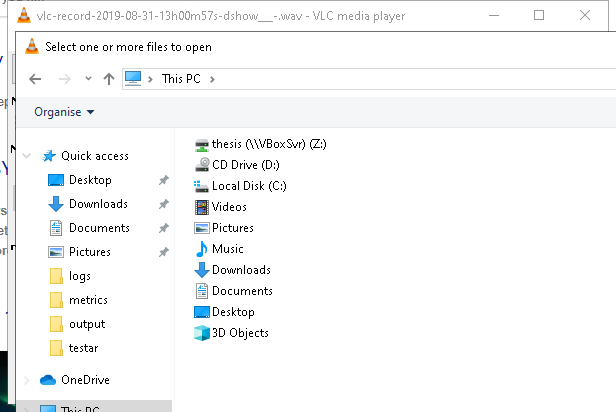 vlc-record-2019-08-31-13h00m57s-dshow___-.wav - VLC media player
Select one or more files to open
This PC
Organise
Quick access
Desktop
Downloads
Documents
Pictures
logs
metrics
output
testar
OneDrive
This PC
thesis (\\VBoxSvr) (Z:)
CD Drive (D:)
Local Disk (C:)
Videos
Pictures
Music
Downloads
Documents
Desktop
3D Objects